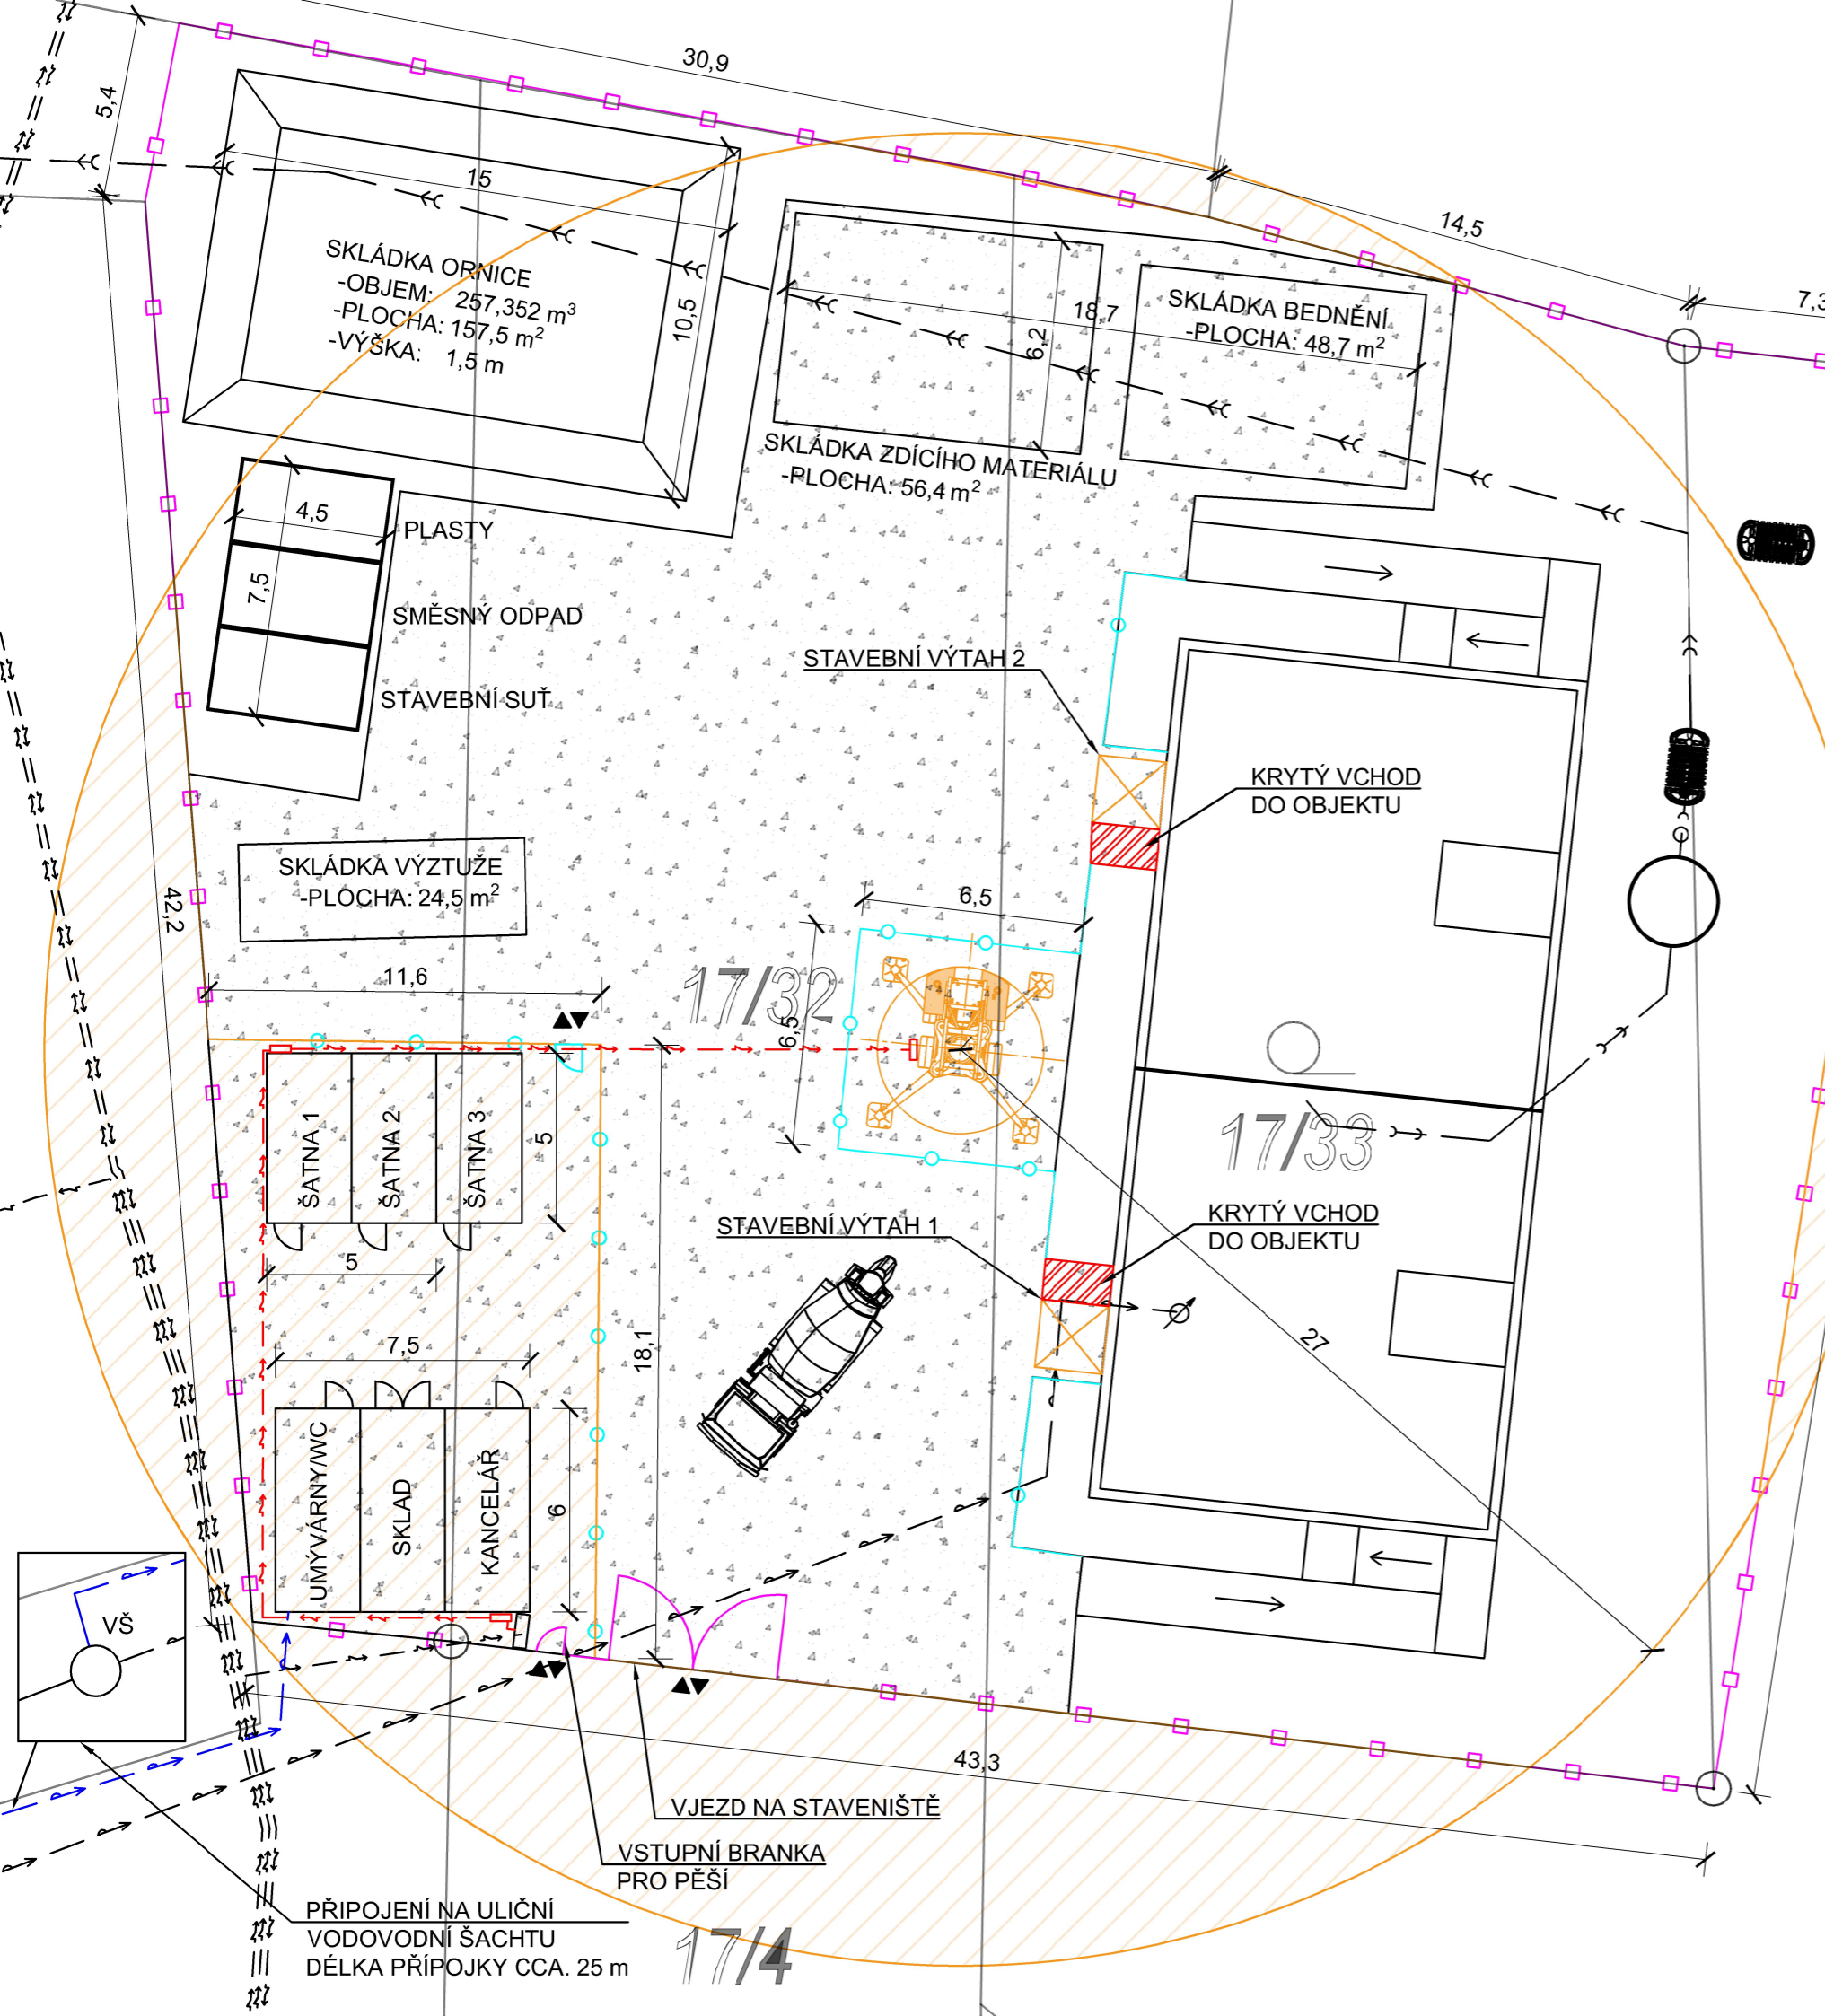 30,9
5,4
14,5
7,3
15
SKLÁDKA ORNICE
-OBJEM: 257,352 m³
-PLOCHA: 157,5 m²
-VÝŠKA: 1,5 m
10,5
18,7
6,2
SKLÁDKA BEDNĚNÍ
-PLOCHA: 48,7 m²
SKLÁDKA ZDÍCÍHO MATERIÁLU
-PLOCHA: 56,4 m²
4,5
7,5
PLASTY
SMĚSNÝ ODPAD
STAVEBNÍ SUŤ
STAVEBNÍ VÝTAH 2
KRYTÝ VCHOD
DO OBJEKTU
SKLÁDKA VÝZTUŽE
-PLOCHA: 24,5 m²
42,2
11,6
6,5
6,5
17/32
ŠATNA 1
ŠATNA 2
ŠATNA 3
5
5
17/33
STAVEBNÍ VÝTAH 1
KRYTÝ VCHOD
DO OBJEKTU
7,5
18,1
27
UMÝVÁRNY/WC
SKLAD
KANCELÁŘ
6
VŠ
43,3
VJEZD NA STAVENIŠTĚ
VSTUPNÍ BRANKA
PRO PĚŠÍ
PŘIPOJENÍ NA ULIČNÍ
VODOVODNÍ ŠACHTU
DÉLKA PŘÍPOJKY CCA. 25 m
17/4